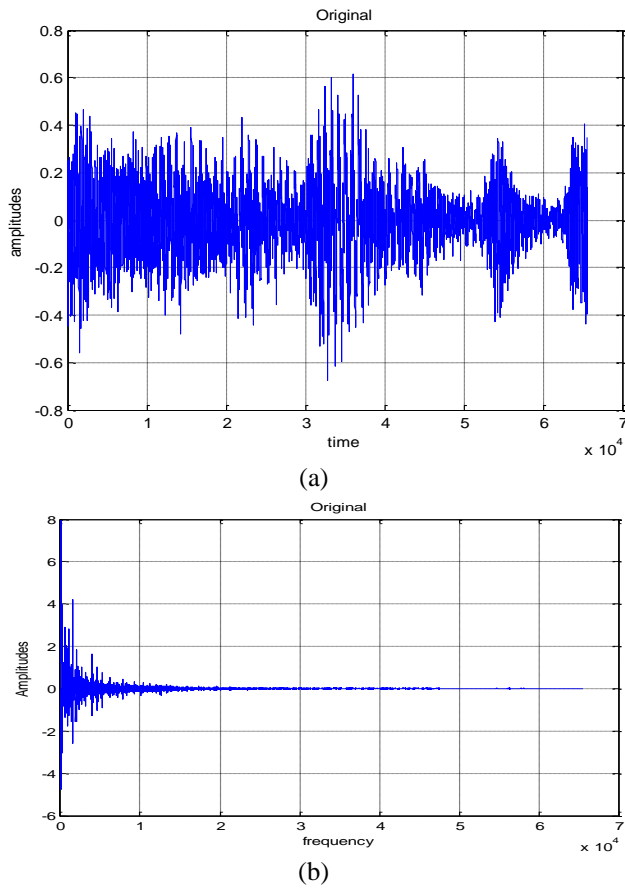 Original
0.8
0.6
0.4
0.2
0
-0.2
-0.4
-0.6
-0.8
amplitudes
0 1 2 3 4 5 6 7
time
x 10^4
(a)
Original
8
6
4
2
0
-2
-4
-6
Amplitudes
0 1 2 3 4 5 6 7
frequency
x 10^4
(b)